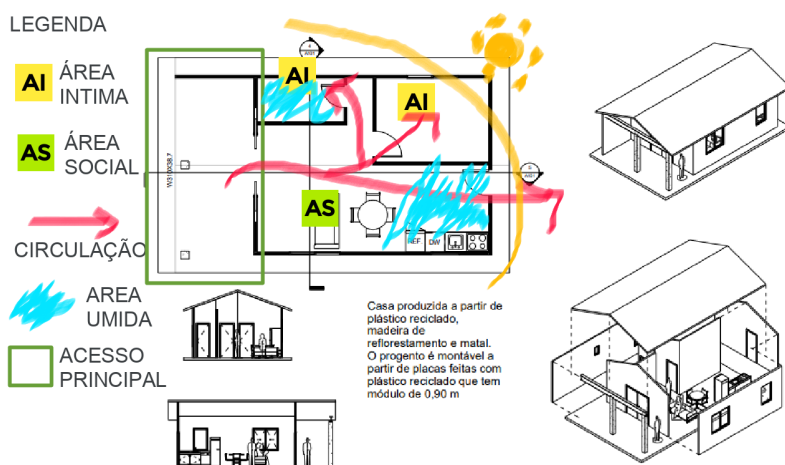 LEGENDA
AI
ÁREA
INTIMA
AS
ÁREA
SOCIAL
CIRCULAÇÃO
AREA
UMIDA
ACESSO
PRINCIPAL
AI
AI
AS
W310X38,7
REF
DW
Casa produzida a partir de
plástico reciclado,
madeira de
reflorestamento e matal.
O progento é montável a
partir de placas feitas com
plástico reciclado que tem
módulo de 0,90 m